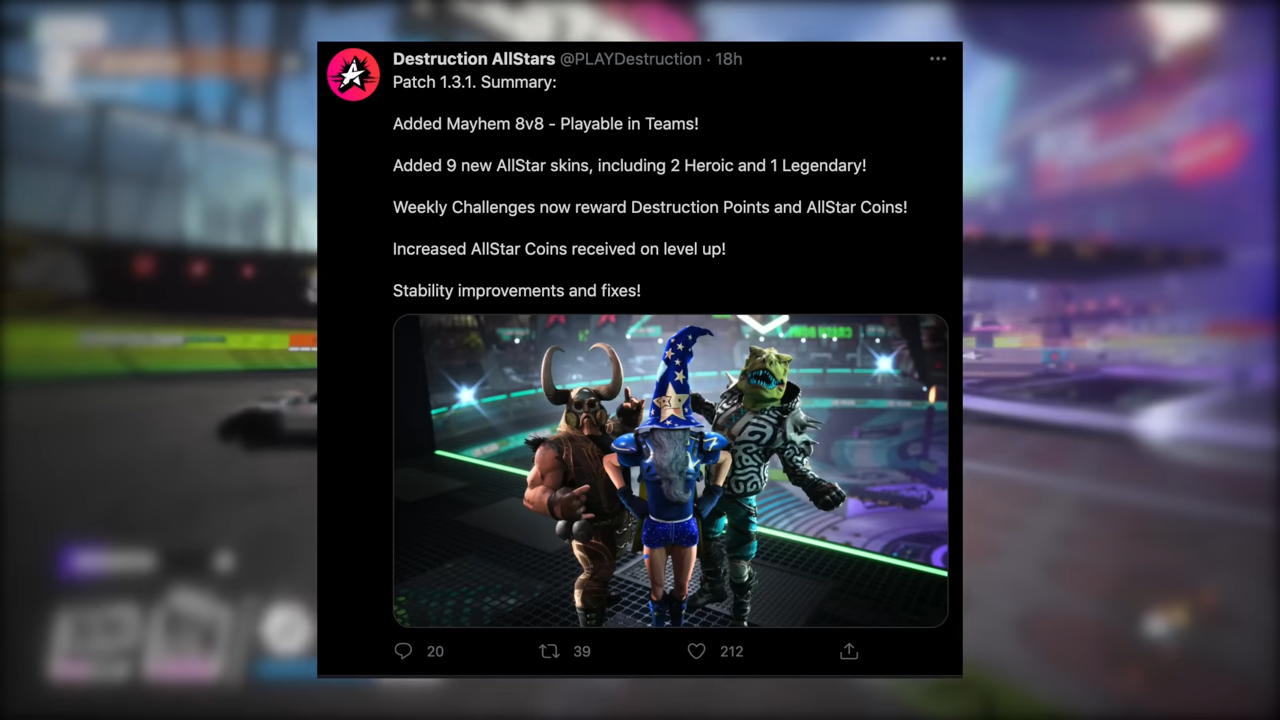 Destruction AllStars @PLAYDestruction · 18h
Patch 1.3.1. Summary:
Added Mayhem 8v8 - Playable in Teams!
Added 9 new AllStar skins, including 2 Heroic and 1 Legendary!
Weekly Challenges now reward Destruction Points and AllStar Coins!
Increased AllStar Coins received on level up!
Stability improvements and fixes!
20 39 212